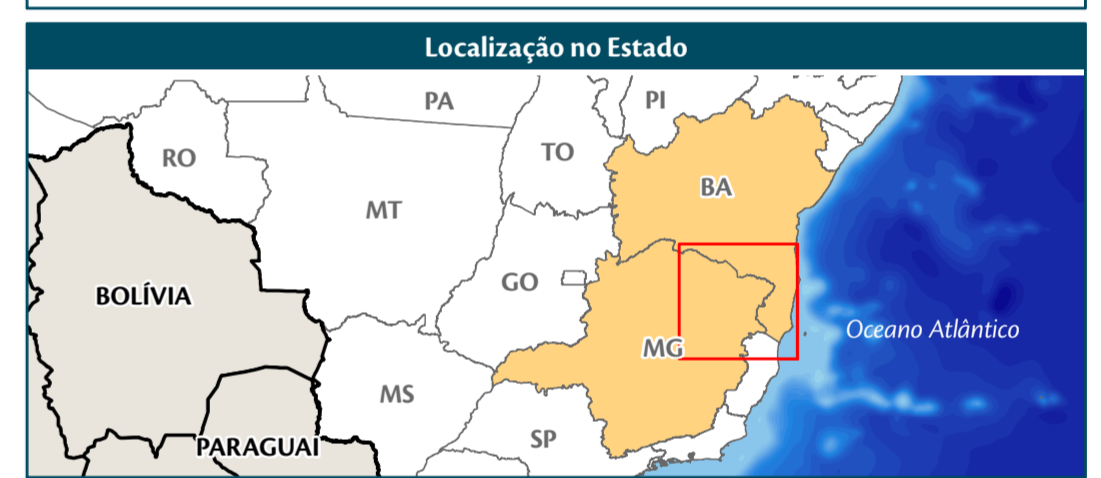 Localização no Estado
PA
PI
RO
TO
BA
MT
GO
BOLÍVIA
Oceano Atlântico
MG
MS
SP
PARAGUAI